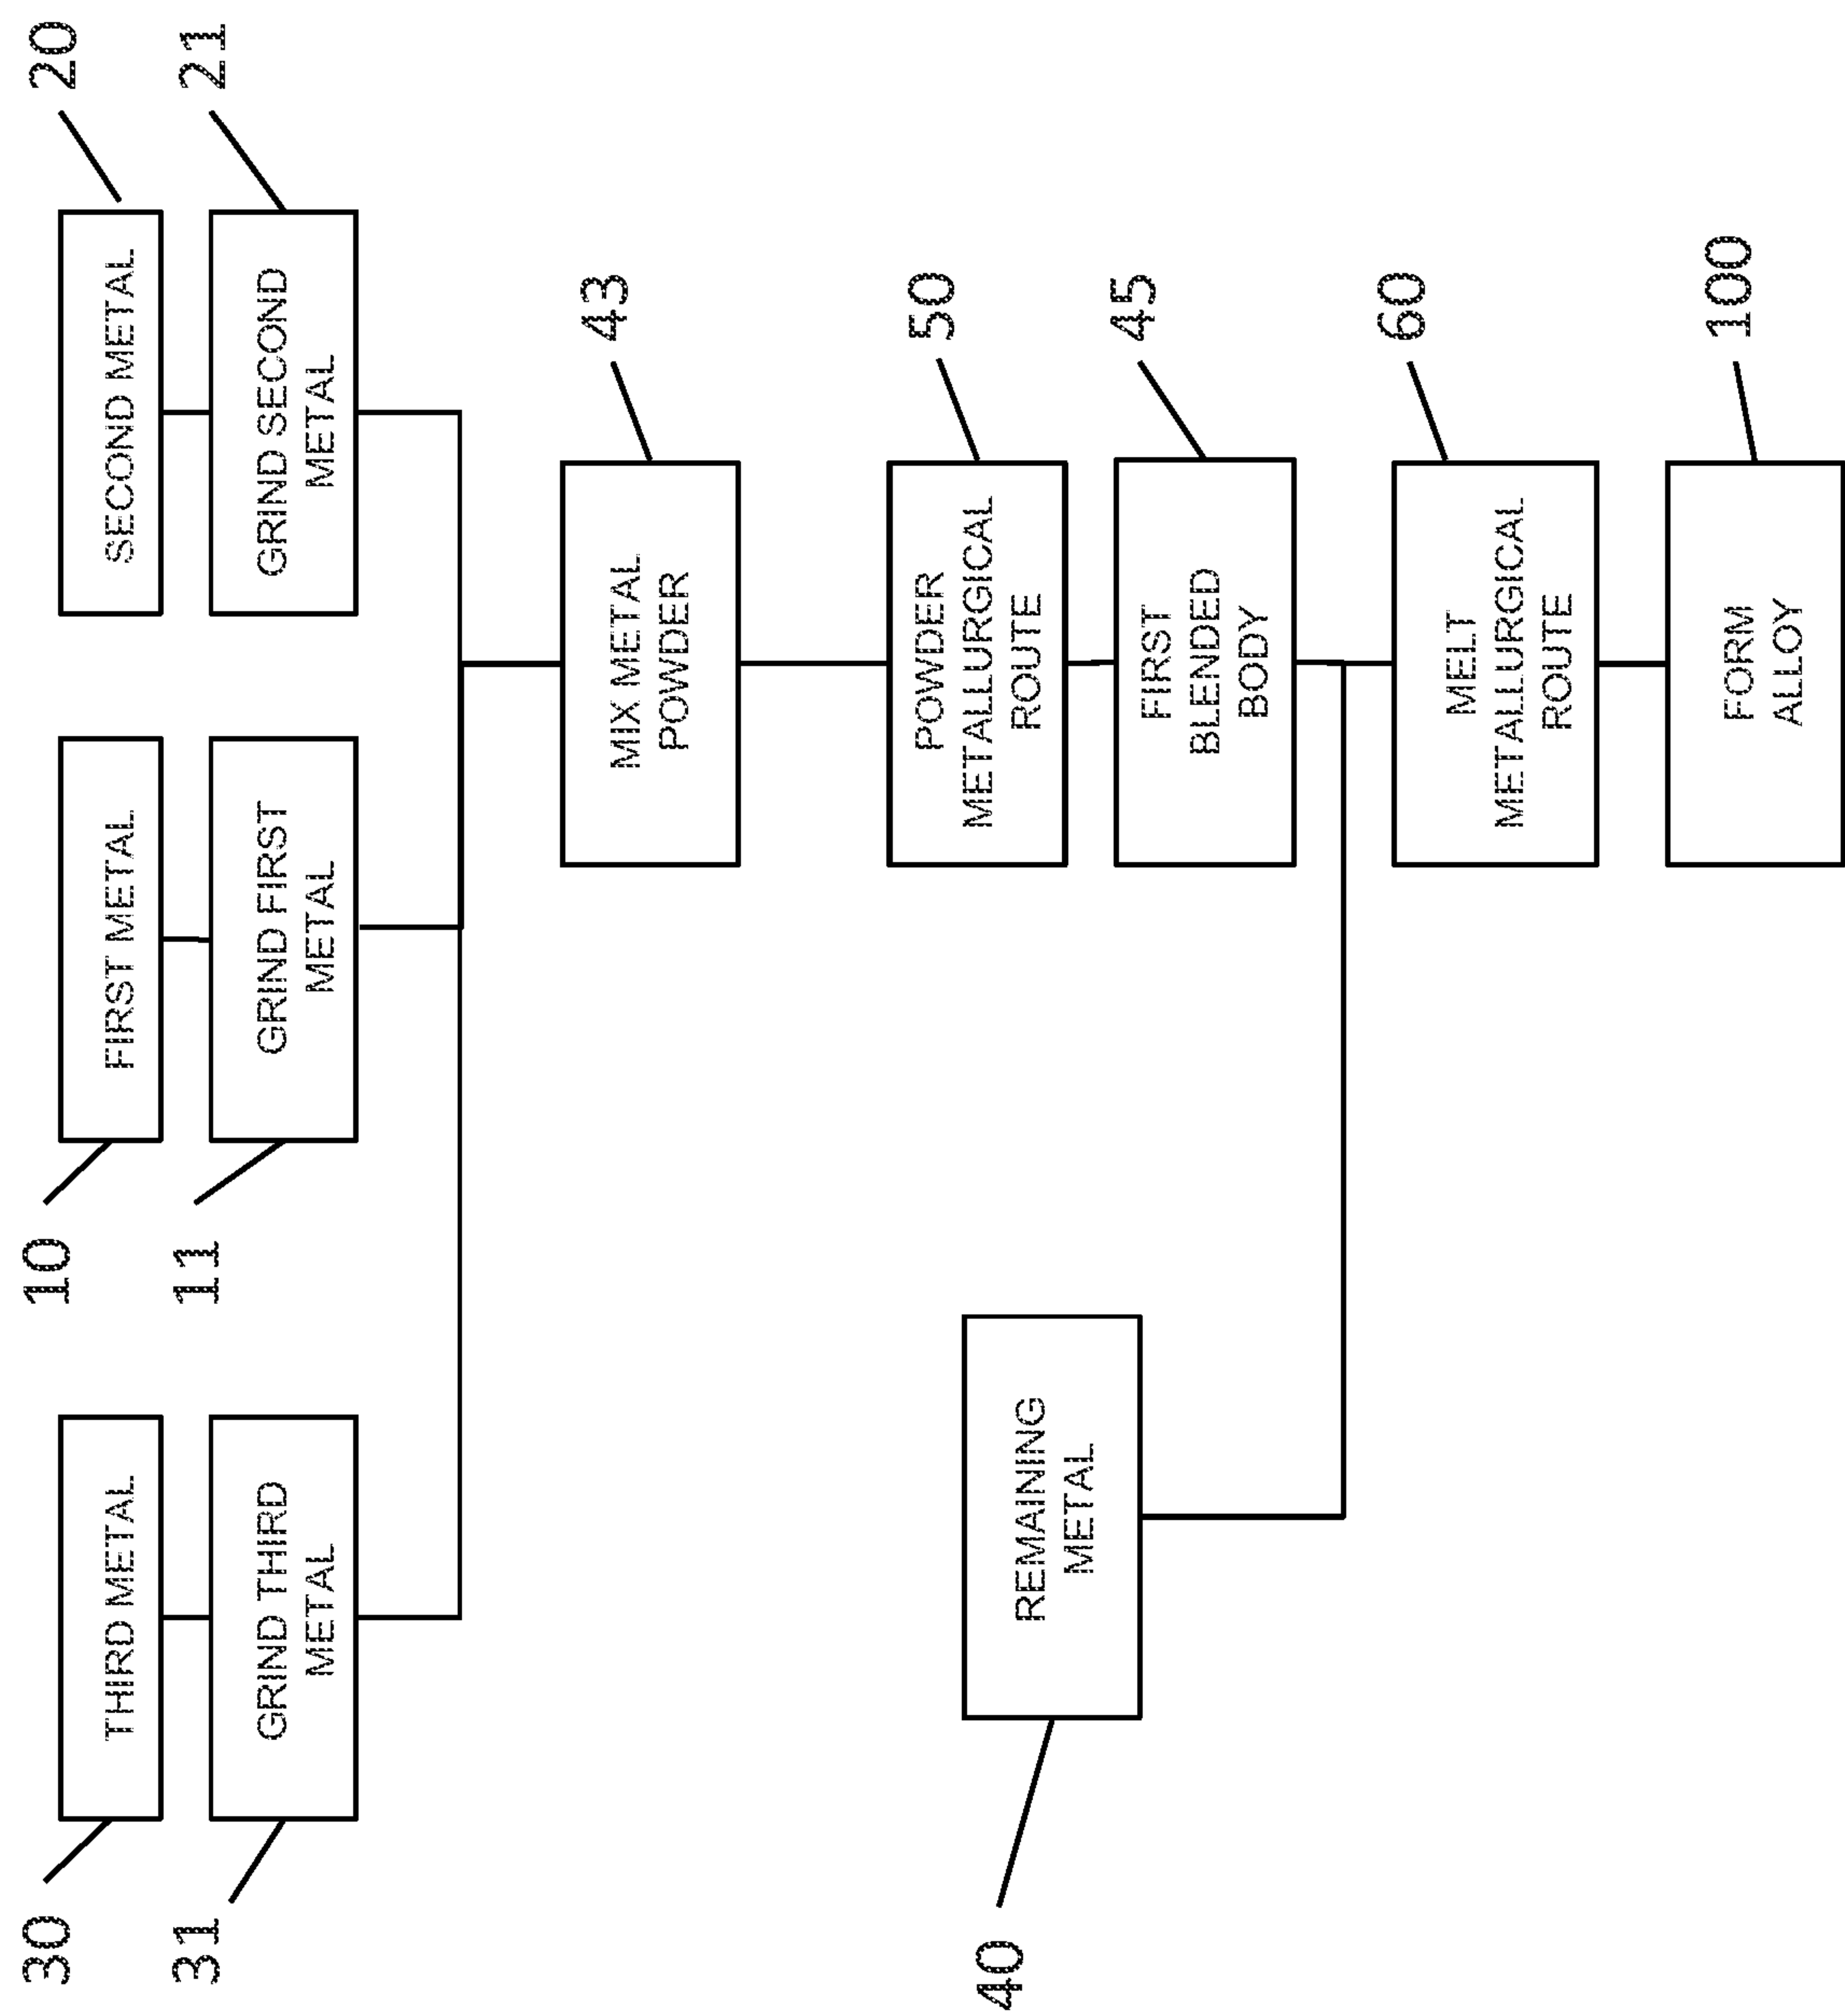 30
THIRD METAL
10
FIRST METAL
SECOND METAL
20
31
GRIND THIRD
METAL
11
GRIND FIRST
METAL
GRIND SECOND
METAL
21
MIX METAL
POWDER
43
POWDER
METALLURGICAL
ROUTE
50
40
REMAINING
METAL
FIRST
BLENDED
BODY
45
MELT
METALLURGICAL
ROUTE
60
FORM
ALLOY
100